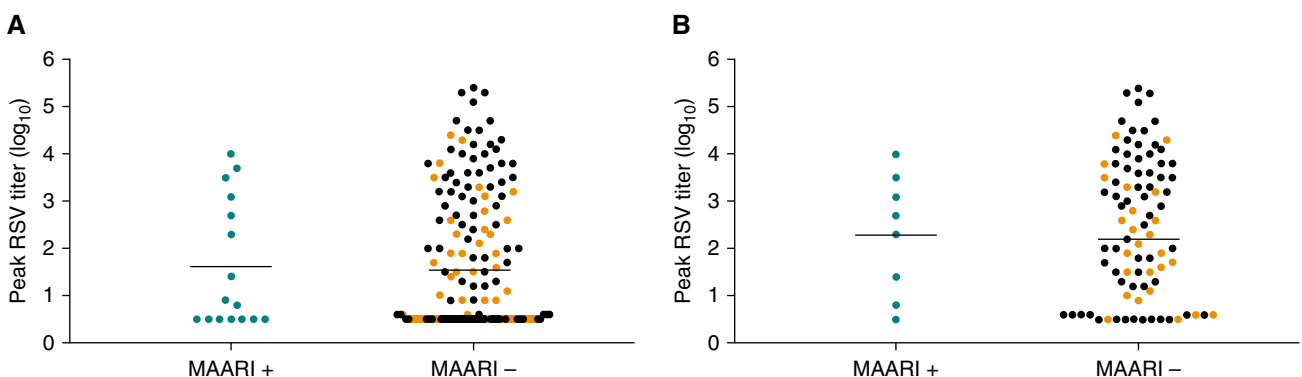 A
Peak RSV titer (log10)
6
5
4
3
2
1
0
MAARI +
MAARI –
B
Peak RSV titer (log10)
6
5
4
3
2
1
0
MAARI +
MAARI –